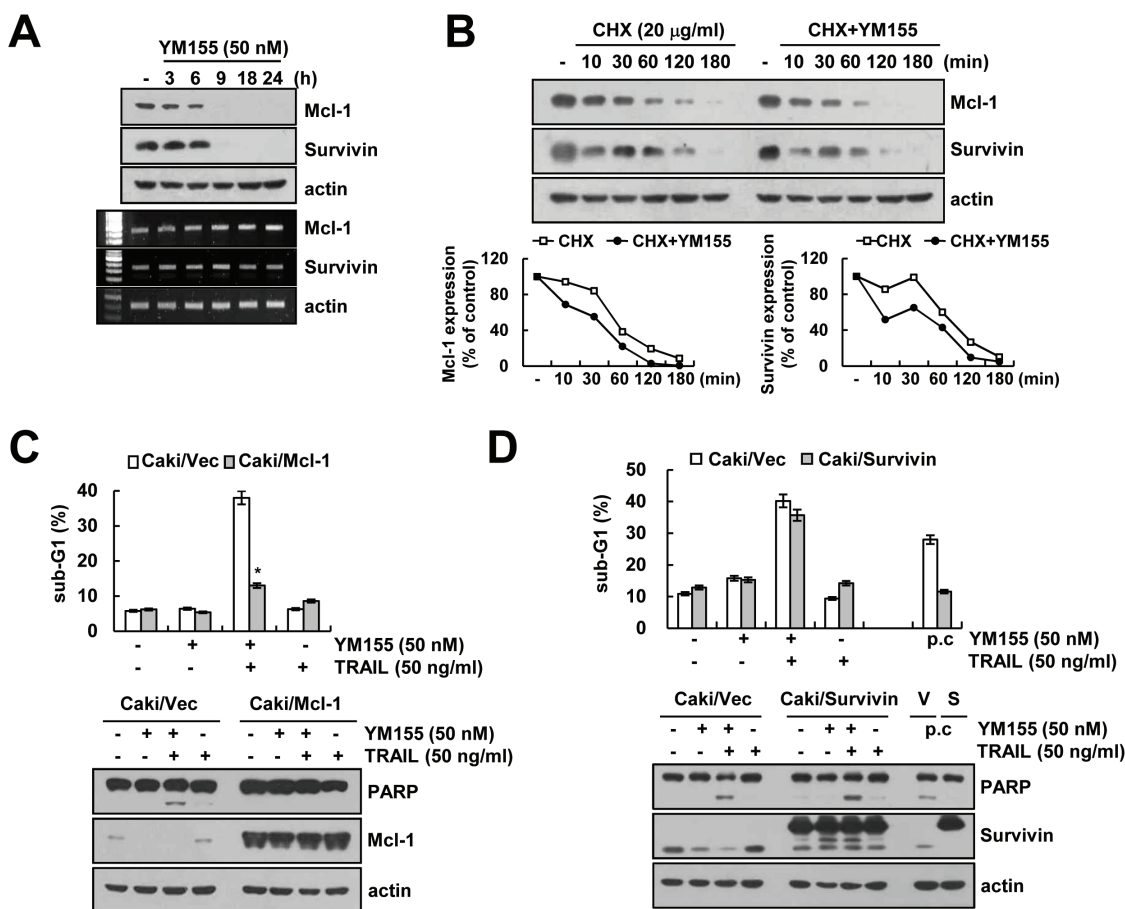 A
YM155 (50 nM)
- 3 6 9 18 24 (h)
Mcl-1
Survivin
actin
Mcl-1
Survivin
actin
B
CHX (20 μg/ml) CHX+YM155
- 10 30 60 120 180 - 10 30 60 120 180 (min)
Mcl-1
Survivin
actin
CHX CHX+YM155
Mcl-1 expression
(% of control)
120
80
40
0
- 10 30 60 120 180 (min)
CHX CHX+YM155
Survivin expression
(% of control)
120
80
40
0
- 10 30 60 120 180 (min)
C
Caki/Vec Caki/Mcl-1
sub-G1 (%)
40
30
20
10
0
*
- + + - YM155 (50 nM)
- - + + TRAIL (50 ng/ml)
Caki/Vec Caki/Mcl-1
- + + - - + + - YM155 (50 nM)
- - + + - - + + TRAIL (50 ng/ml)
PARP
Mcl-1
actin
D
Caki/Vec Caki/Survivin
sub-G1 (%)
50
40
30
20
10
0
- + + - p.c YM155 (50 nM)
- - + + TRAIL (50 ng/ml)
Caki/Vec Caki/Survivin V S
- + + - - + + - p.c YM155 (50 nM)
- - + + - - + + TRAIL (50 ng/ml)
PARP
Survivin
actin